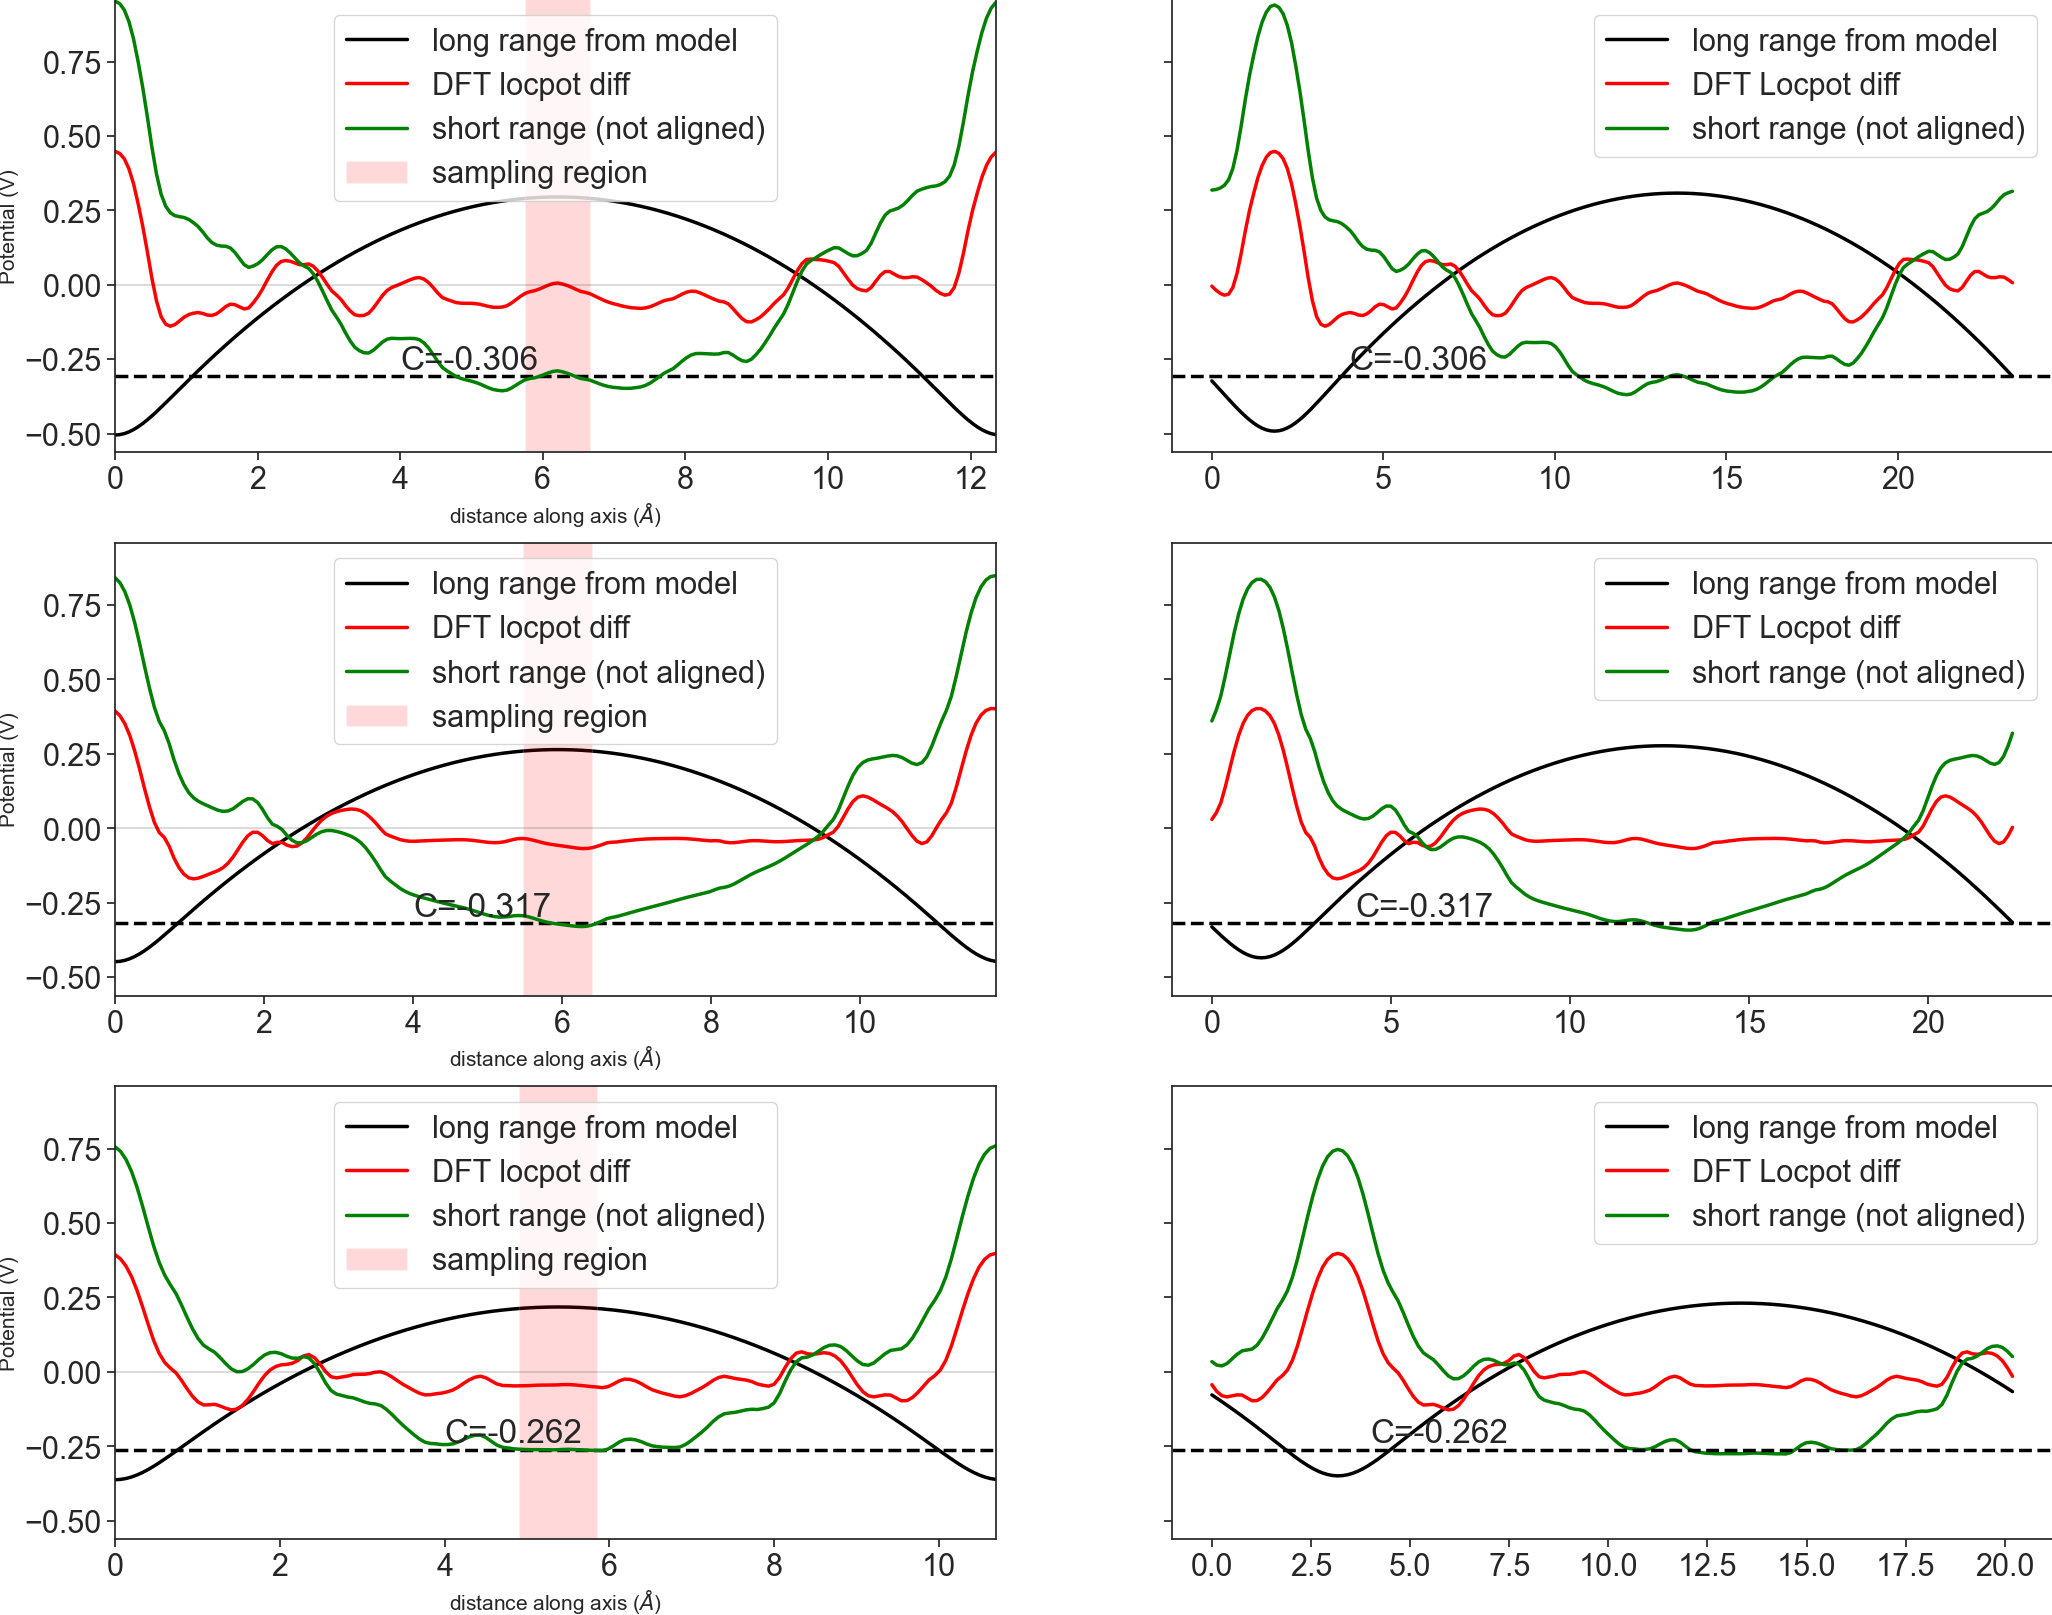 long range from model
DFT locpot diff
short range (not aligned)
sampling region
C=-0.306
0.75
0.50
0.25
0.00
−0.25
−0.50
Potential (V)
0 2 4 6 8 10 12
distance along axis (Å)
long range from model
DFT Locpot diff
short range (not aligned)
C=-0.306
0 5 10 15 20
long range from model
DFT locpot diff
short range (not aligned)
sampling region
C=-0.317
0.75
0.50
0.25
0.00
−0.25
−0.50
Potential (V)
0 2 4 6 8 10
distance along axis (Å)
long range from model
DFT Locpot diff
short range (not aligned)
C=-0.317
0 5 10 15 20
long range from model
DFT locpot diff
short range (not aligned)
sampling region
C=-0.262
0.75
0.50
0.25
0.00
−0.25
−0.50
Potential (V)
0 2 4 6 8 10
distance along axis (Å)
long range from model
DFT Locpot diff
short range (not aligned)
C=-0.262
0.0 2.5 5.0 7.5 10.0 12.5 15.0 17.5 20.0